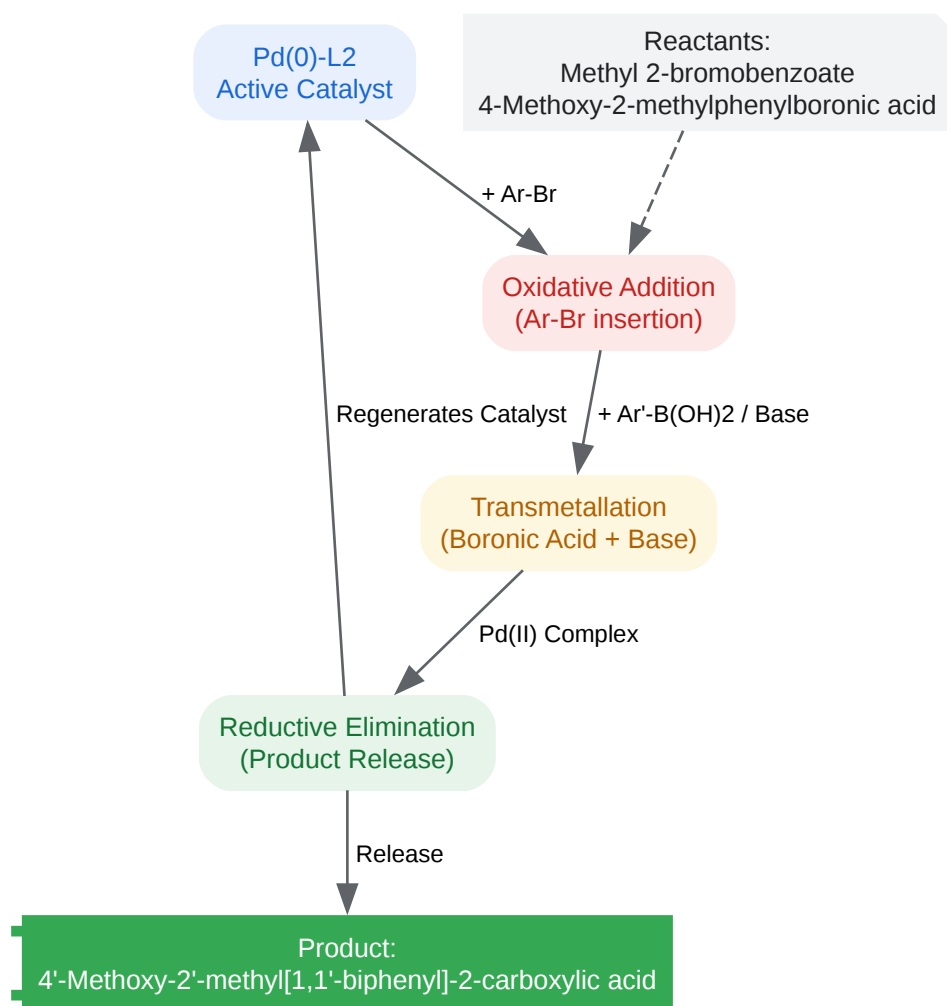 Pd(0)-L2
Active Catalyst
Reactants:
Methyl 2-bromobenzoate
4-Methoxy-2-methylphenylboronic acid
+ Ar-Br
Oxidative Addition
(Ar-Br insertion)
Regenerates Catalyst
+ Ar'-B(OH)2 / Base
Transmetallation
(Boronic Acid + Base)
Pd(II) Complex
Reductive Elimination
(Product Release)
Release
Product:
4'-Methoxy-2'-methyl[1,1'-biphenyl]-2-carboxylic acid